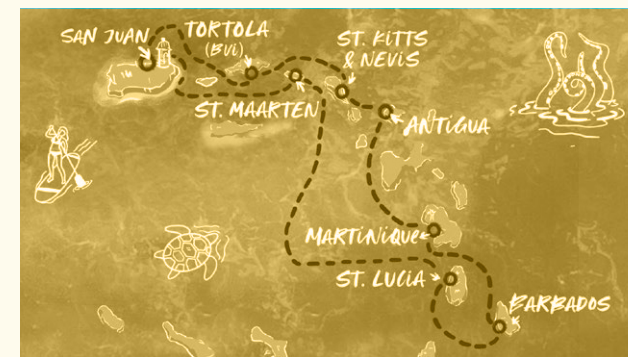 SAN JUAN
TORTOLA
(BVI)
ST. KITTS
& NEVIS
ST. MAARTEN
ANTIGUA
MARTINIQUE
ST. LUCIA
BARBADOS